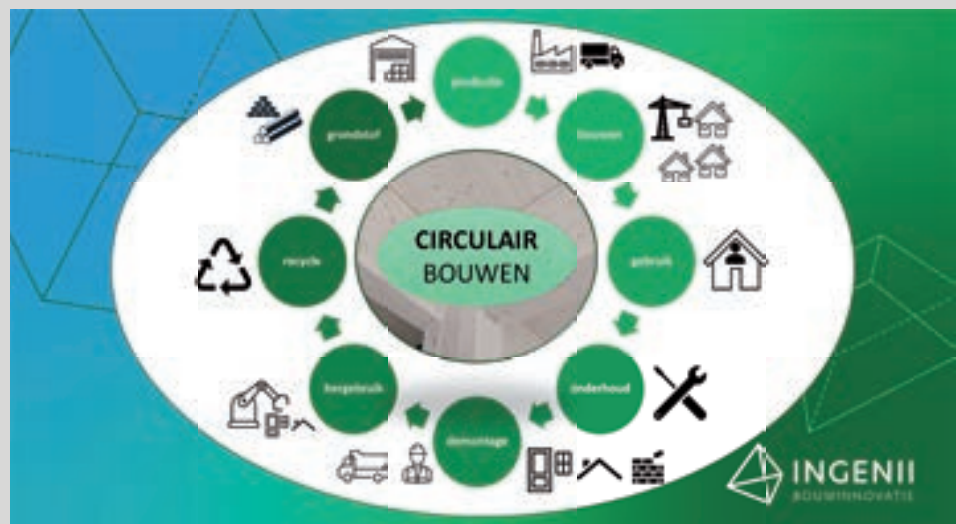 productie
bouwen
gebruik
onderhoud
demontage
hergebruik
recycle
grondstof
CIRCULAIR
BOUWEN
INGENII
BOUWINNOVATIE